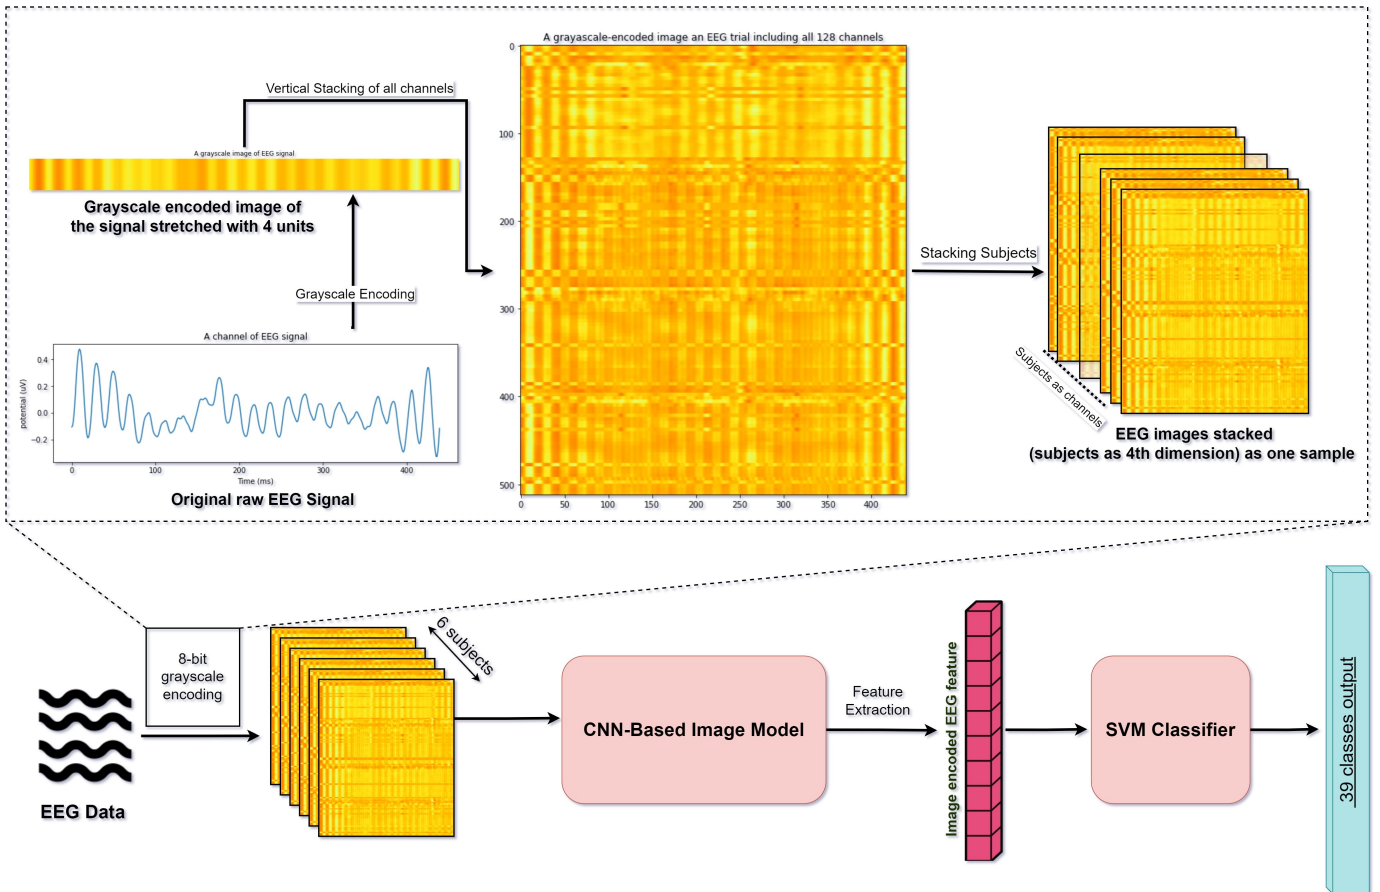 A grayascale-encoded image an EEG trial including all 128 channels
0
100
200
300
400
500
0
50
100
150
200
250
300
350
400
Vertical Stacking of all channels
A grayscale image of EEG signal
Grayscale encoded image of
the signal stretched with 4 units
Grayscale Encoding
A channel of EEG signal
potential (uV)
0.4
0.2
0.0
−0.2
0
100
200
300
400
Time (ms)
Original raw EEG Signal
Stacking Subjects
Subjects as channels
EEG images stacked
(subjects as 4th dimension) as one sample
8-bit
grayscale
encoding
EEG Data
6 subjects
CNN-Based Image Model
Feature
Extraction
Image encoded EEG feature
SVM Classifier
39 classes output